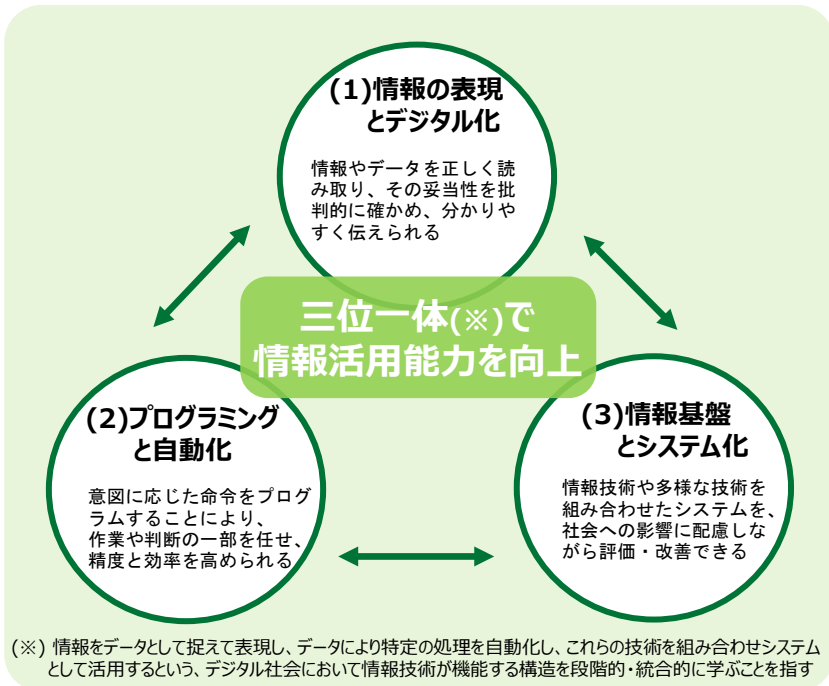 (1)情報の表現
とデジタル化
情報やデータを正しく読
み取り、その妥当性を批
判的に確かめ、分かりや
すく伝えられる
三位一体(※)で
情報活用能力を向上
(2)プログラミング
と自動化
意図に応じた命令をプログ
ラムすることにより、
作業や判断の一部を任せ、
精度と効率を高められる
(3)情報基盤
とシステム化
情報技術や多様な技術を
組み合わせたシステムを、
社会への影響に配慮しな
がら評価・改善できる
(※) 情報をデータとして捉えて表現し、データにより特定の処理を自動化し、これらの技術を組み合わせシステム
として活用するという、デジタル社会において情報技術が機能する構造を段階的・統合的に学ぶことを指す